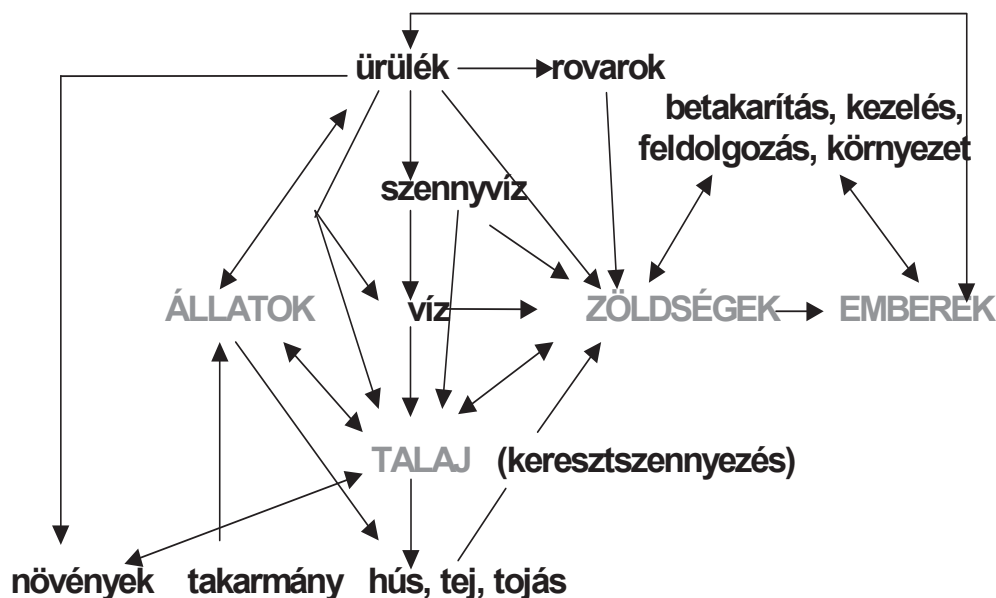 ürülék rovarok
betakarítás, kezelés,
feldolgozás, környezet
szennyvíz
ÁLLATOK víz ZÖLDSÉGEK EMBEREK
TALAJ (keresztszennyezés)
növények takarmány hús, tej, tojás